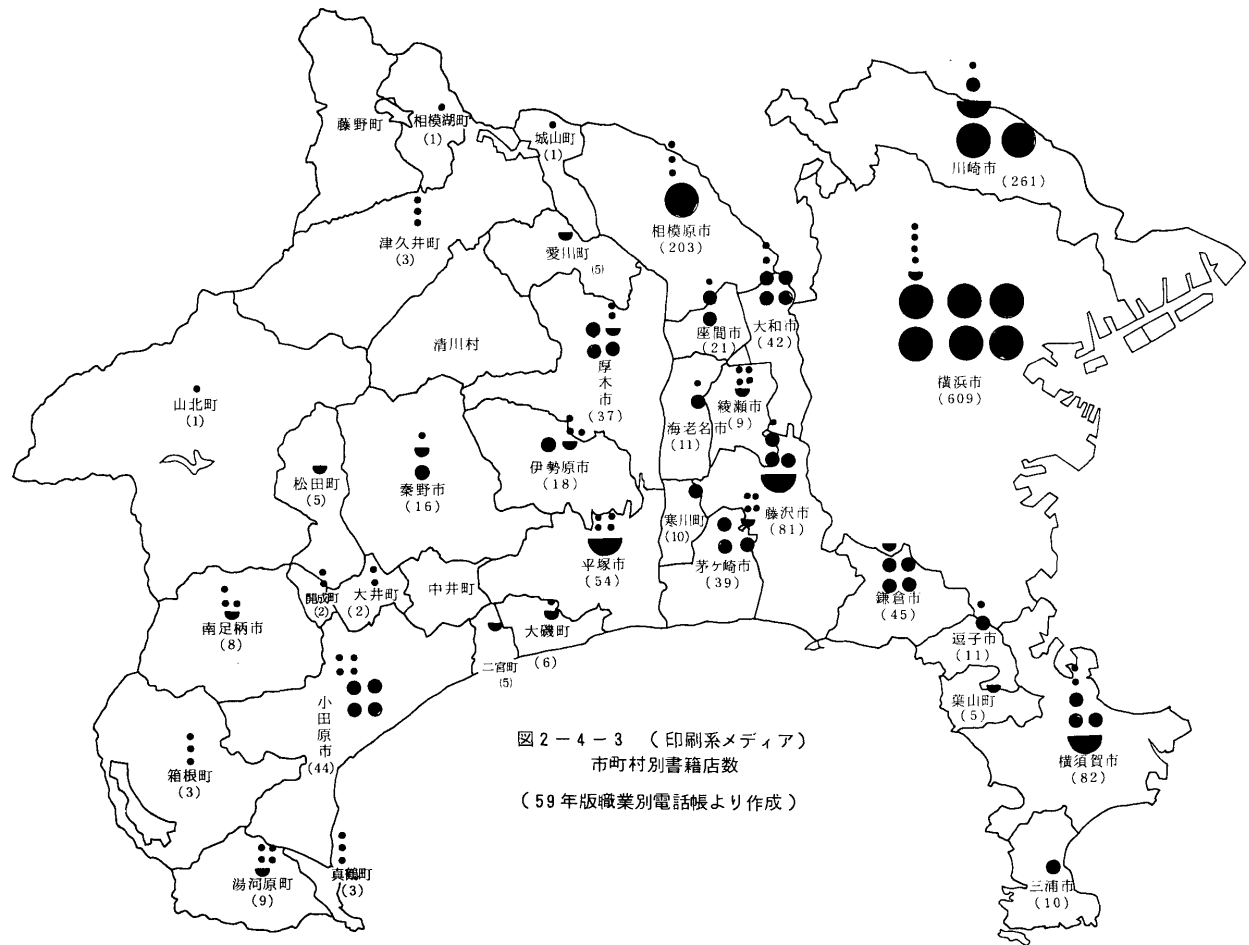 藤野町
相模湖町
(1)
城山町
(1)
川崎市
(261)
津久井町
(3)
愛川町
(5)
相模原市
(203)
清川村
厚木市
(37)
座間市
(21)
大和市
(42)
横浜市
(609)
山北町
(1)
松田町
(5)
秦野市
(16)
伊勢原市
(18)
海老名市
(11)
綾瀬市
(9)
寒川町
(10)
藤沢市
(81)
茅ケ崎市
(39)
平塚市
(54)
鎌倉市
(45)
南足柄市
(8)
開成町
(2)
大井町
(2)
中井町
二宮町
(5)
大磯町
(6)
逗子市
(11)
葉山町
(5)
小田原市
(44)
箱根町
(3)
横須賀市
(82)
湯河原町
(9)
真鶴町
(3)
三浦市
(10)
図2-4-3 (印刷系メディア)
市町村別書籍店数
(59年版職業別電話帳より作成)